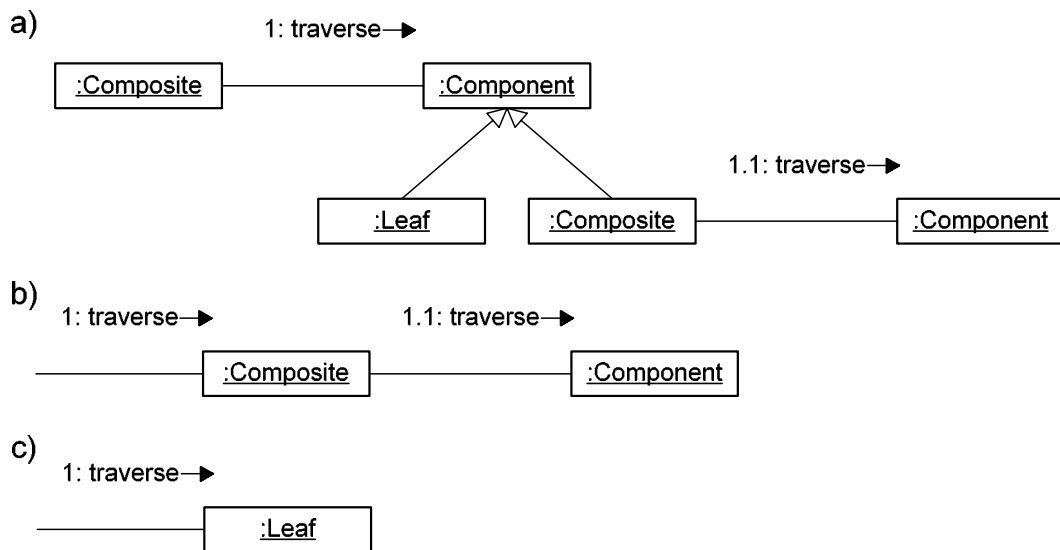 a)
1: traverse
:Composite
:Component
1.1: traverse
:Leaf
:Composite
:Component
b)
1: traverse
1.1: traverse
:Composite
:Component
c)
1: traverse
:Leaf